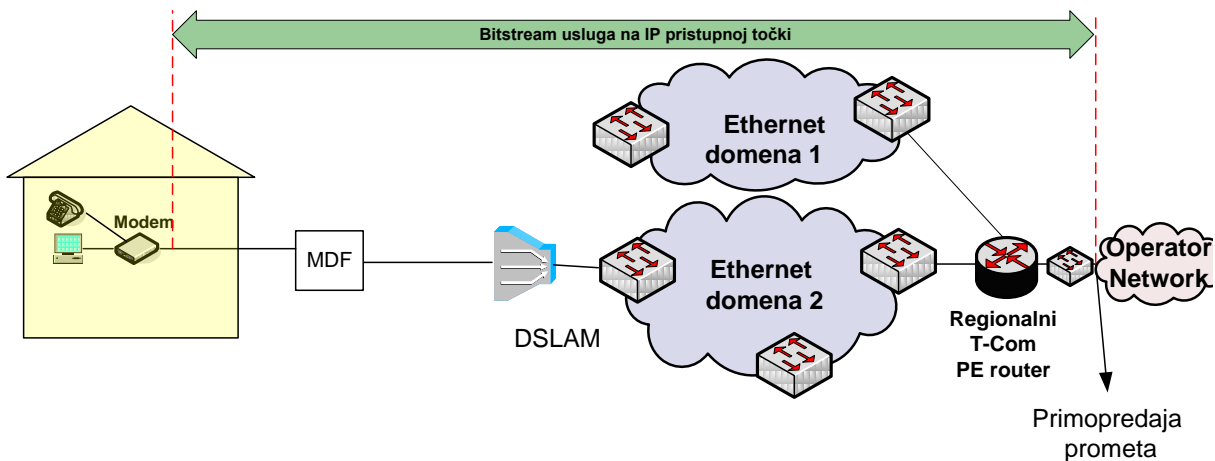 Bitstream usluga na IP pristupnoj točki
Ethernet
domena 1
Modem
MDF
DSLAM
Ethernet
domena 2
Regionalni
T-Com
PE router
Operator
Network
Primopredaja
prometa